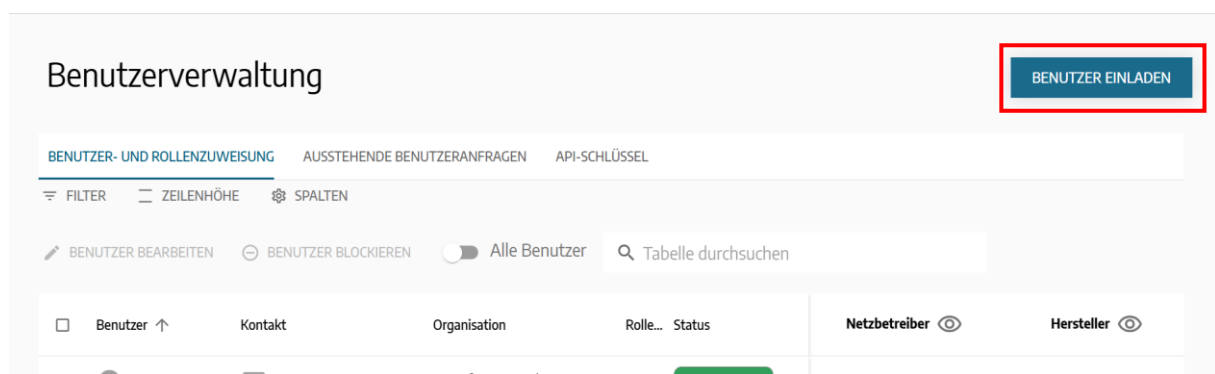 Benutzerverwaltung
BENUTZER EINLADEN
BENUTZER- UND ROLLENZUWEISUNG AUSSTEHENDE BENUTZERANFRAGEN API-SCHLÜSSEL
FILTER ZEILENHÖHE SPALTEN
BENUTZER BEARBEITEN BENUTZER BLOCKIEREN Alle Benutzer Tabelle durchsuchen
Benutzer Kontakt Organisation Rolle... Status Netzbetreiber Hersteller